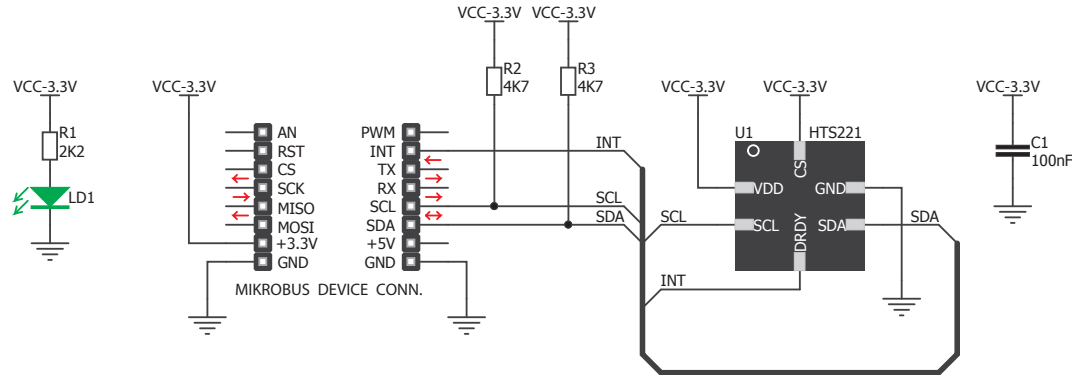 VCC-3.3V VCC-3.3V
R2 4K7
R3 4K7
VCC-3.3V VCC-3.3V VCC-3.3V VCC-3.3V VCC-3.3V
R1 2K2
LD1
AN
RST
CS
SCK
MISO
MOSI
+3.3V
GND
PWM
INT
TX
RX
SCL
SDA
+5V
GND
MIKROBUS DEVICE CONN.
INT
SCL
SDA
SCL
INT
U1 HTS221
CS
VDD
GND
SCL
SDA
DRDY
SDA
C1
100nF